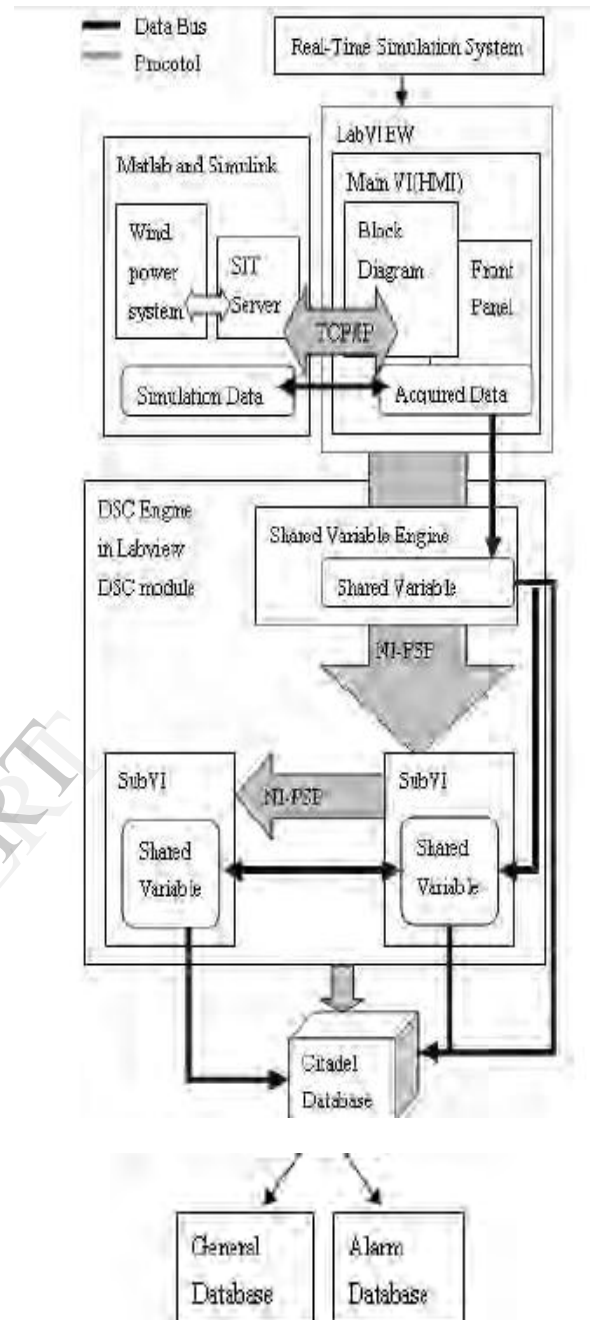 Data Bus
Procotol
Real-Time Simulation System
LabVIEW
Matlab and Simulink
Main VI(HMI)
Wind
power
system
SIT
Server
Block
Diagram
Front
Panel
TCP/IP
Simulation Data
Acquired Data
DSC Engine
in Labview
DSC module
Shared Variable Engine
Shared Variable
NI-PSP
SubVI
NI-PSP
SubVI
Shared
Variable
Shared
Variable
Citadel
Database
General
Database
Alarm
Database